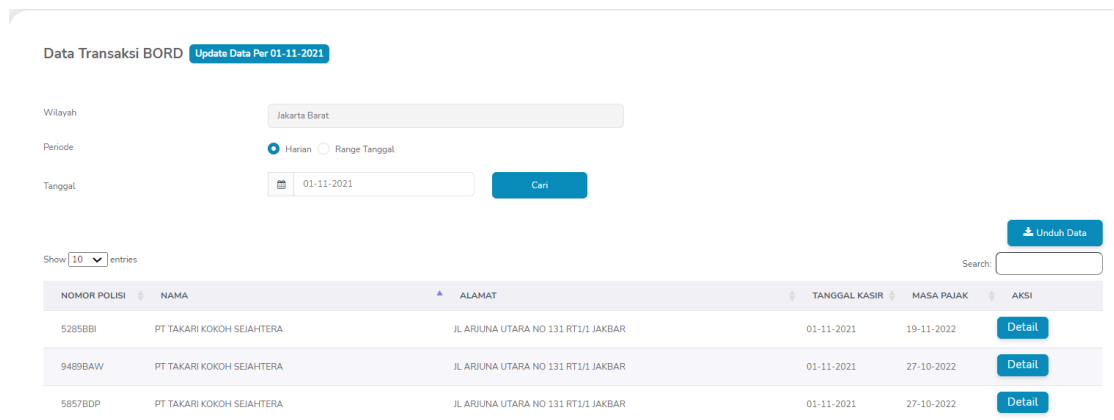 Data Transaksi BORD Update Data Per 01-11-2021
Wilayah Jakarta Barat
Periode Harian Range Tanggal
Tanggal 01-11-2021 Cari
Unduh Data
Show 10 entries Search:
NOMOR POLISI NAMA ALAMAT TANGGAL KASIR MASA PAJAK AKSI
5285BBI PT TAKARI KOKOH SEJAHTERA JL ARJUNA UTARA NO 131 RT1/1 JAKBAR 01-11-2021 19-11-2022 Detail
9489BAW PT TAKARI KOKOH SEJAHTERA JL ARJUNA UTARA NO 131 RT1/1 JAKBAR 01-11-2021 27-10-2022 Detail
5857BDP PT TAKARI KOKOH SEJAHTERA JL ARJUNA UTARA NO 131 RT1/1 JAKBAR 01-11-2021 27-10-2022 Detail